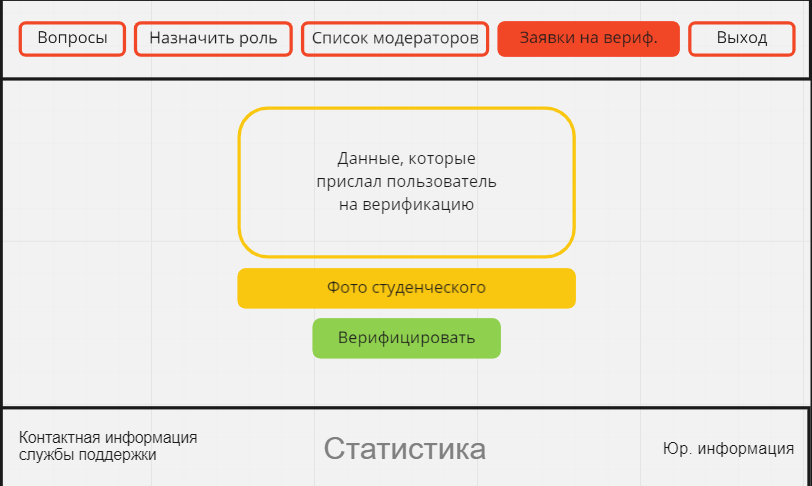 Вопросы
Назначить роль
Список модераторов
Заявки на вериф.
Выход
Данные, которые
прислал пользователь
на верификацию
Фото студенческого
Верифицировать
Контактная информация
службы поддержки
Статистика
Юр. информация